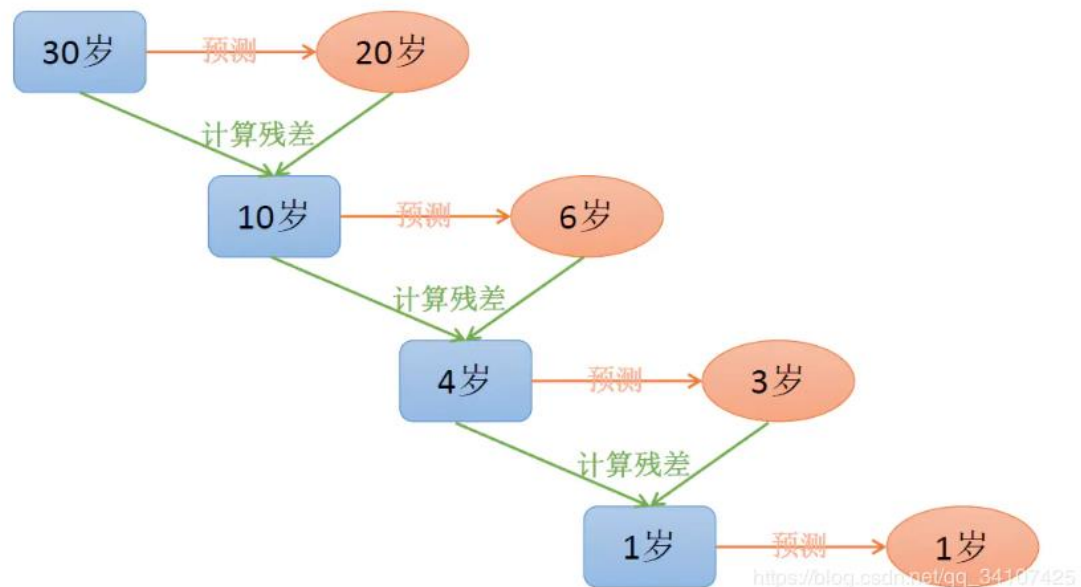 30岁
预测
20岁
计算残差
10岁
预测
6岁
计算残差
4岁
预测
3岁
计算残差
1岁
预测
1岁
https://blog.csdn.net/qq_34107425